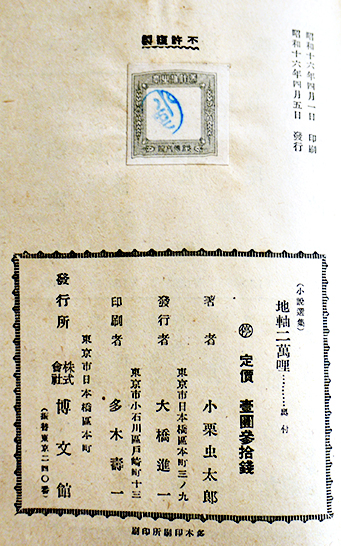 昭和十六年四月一日 印刷
昭和十六年四月五日 發行
不許複製
(小說選集)
地軸二萬哩………奥付
㊞ 定價 壹圓參拾錢
著者 小栗虫太郎
東京市日本橋區本町三ノ九
發行者 大橋進一
東京市小石川區戶崎町十三
印刷者 多木壽一
東京市日本橋區本町
發行所 株式會社 博文館
(振替東京二四〇番)
多木印刷所印刷